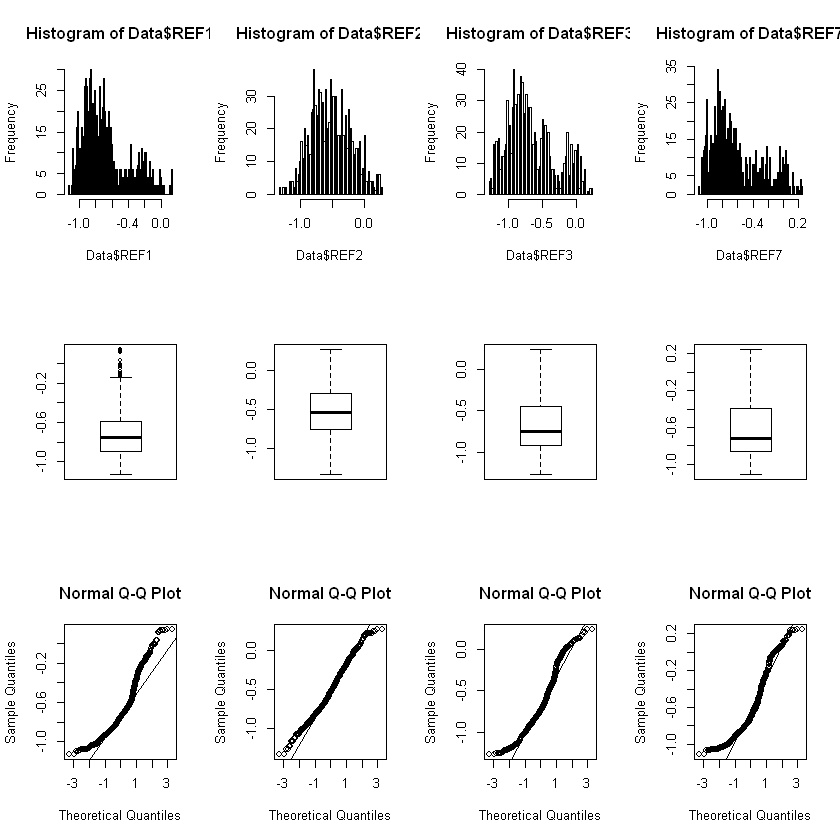 Histogram of Data$REF1
Histogram of Data$REF2
Histogram of Data$REF3
Histogram of Data$REF7
Frequency
0 5 15 25
-1.0 -0.4 0.0
Data$REF1
Frequency
0 10 20 30
-1.0 0.0
Data$REF2
Frequency
0 10 20 30 40
-1.0 -0.5 0.0
Data$REF3
Frequency
0 5 15 25 35
-1.0 -0.4 0.2
Data$REF7
-1.0 -0.6 -0.2
-1.0 -0.5 0.0
-1.0 -0.5 0.0
-1.0 -0.6 -0.2 0.2
Normal Q-Q Plot
Sample Quantiles
-1.0 -0.6 -0.2
-3 -1 1 3
Theoretical Quantiles
Normal Q-Q Plot
Sample Quantiles
-1.0 -0.5 0.0
-3 -1 1 3
Theoretical Quantiles
Normal Q-Q Plot
Sample Quantiles
-1.0 -0.5 0.0
-3 -1 1 3
Theoretical Quantiles
Normal Q-Q Plot
Sample Quantiles
-1.0 -0.6 -0.2 0.2
-3 -1 1 3
Theoretical Quantiles